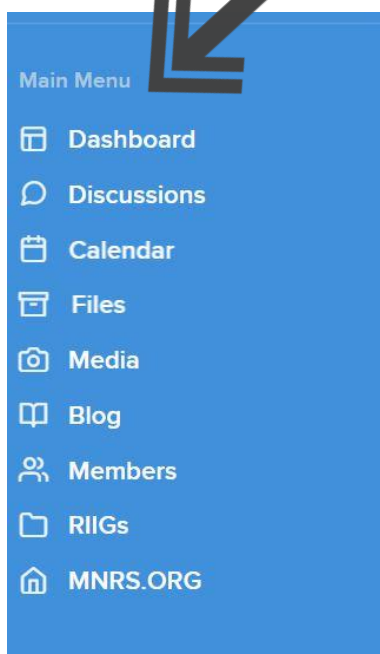 Main Menu
Dashboard
Discussions
Calendar
Files
Media
Blog
Members
RIIGs
MNRS.ORG